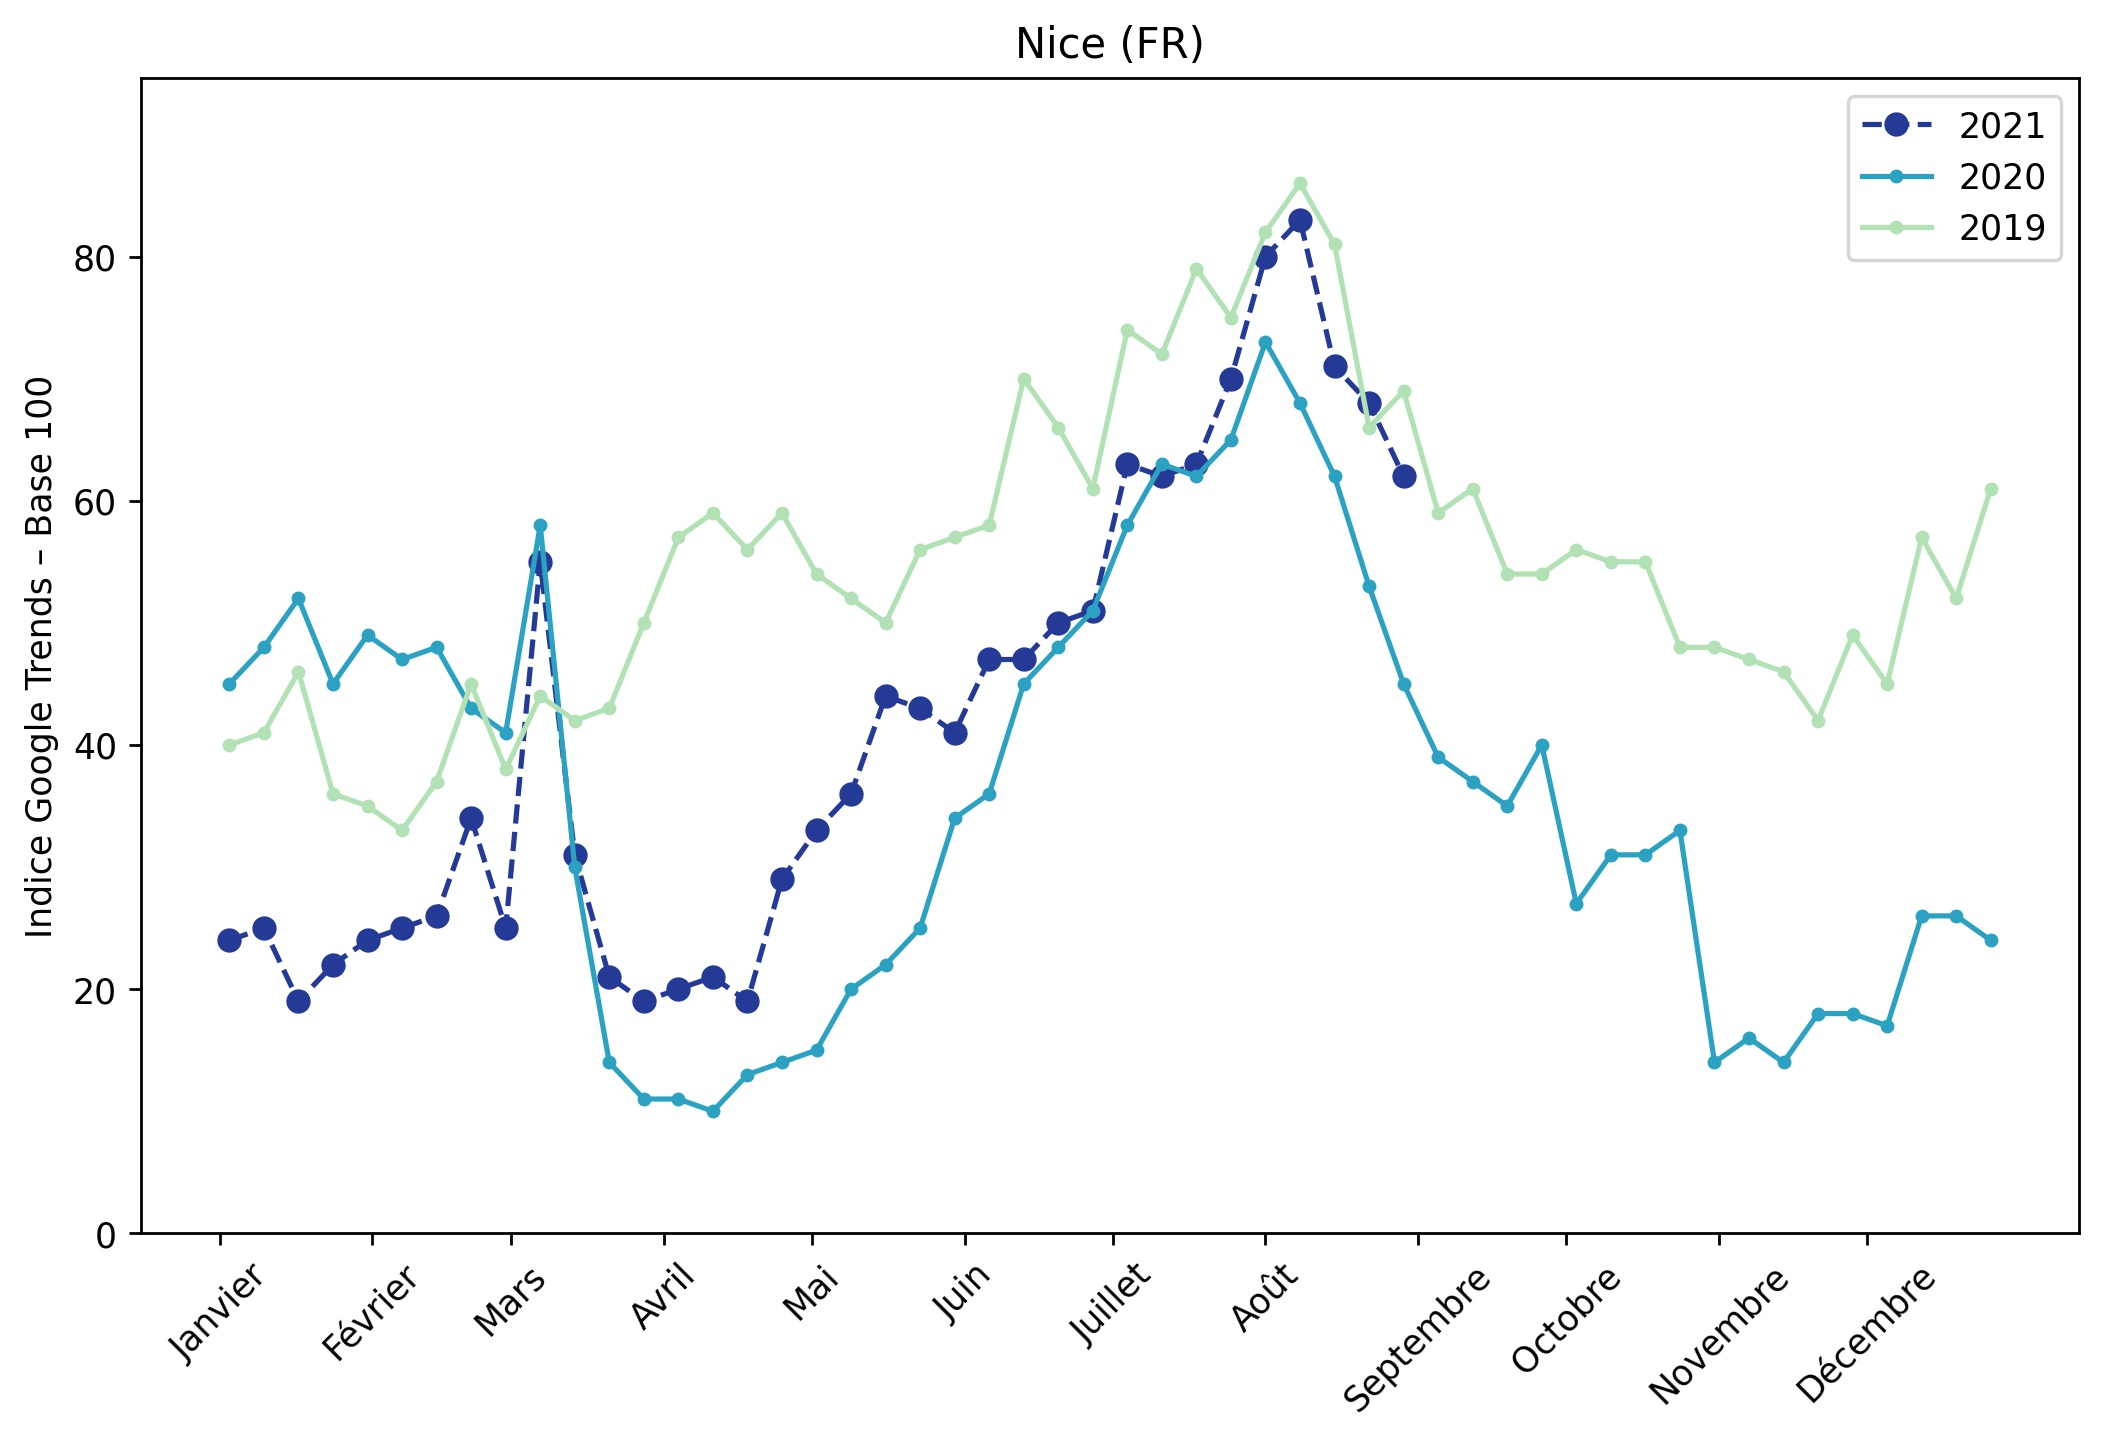 Nice (FR)
2021
2020
2019
Indice Google Trends – Base 100
80
60
40
20
0
Janvier
Février
Mars
Avril
Mai
Juin
Juillet
Août
Septembre
Octobre
Novembre
Décembre